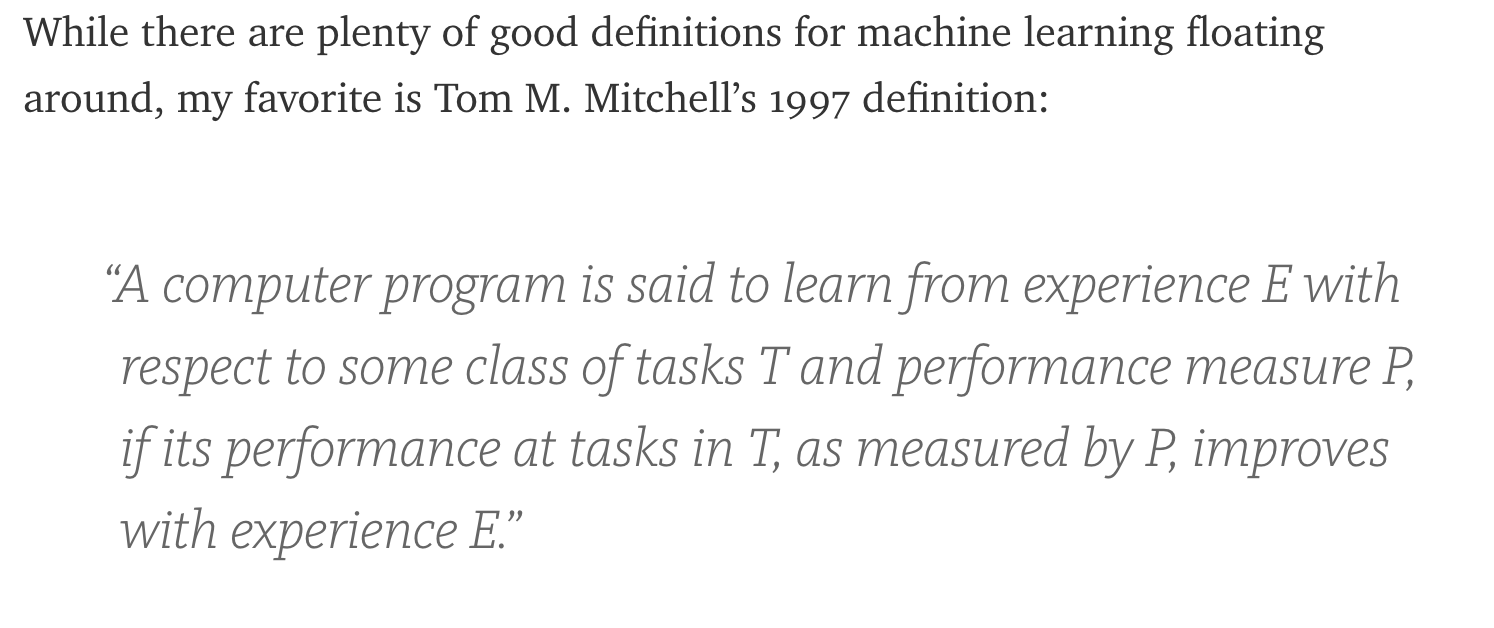 While there are plenty of good definitions for machine learning floating
around, my favorite is Tom M. Mitchell’s 1997 definition:
“A computer program is said to learn from experience E with
respect to some class of tasks T and performance measure P,
if its performance at tasks in T, as measured by P, improves
with experience E.”